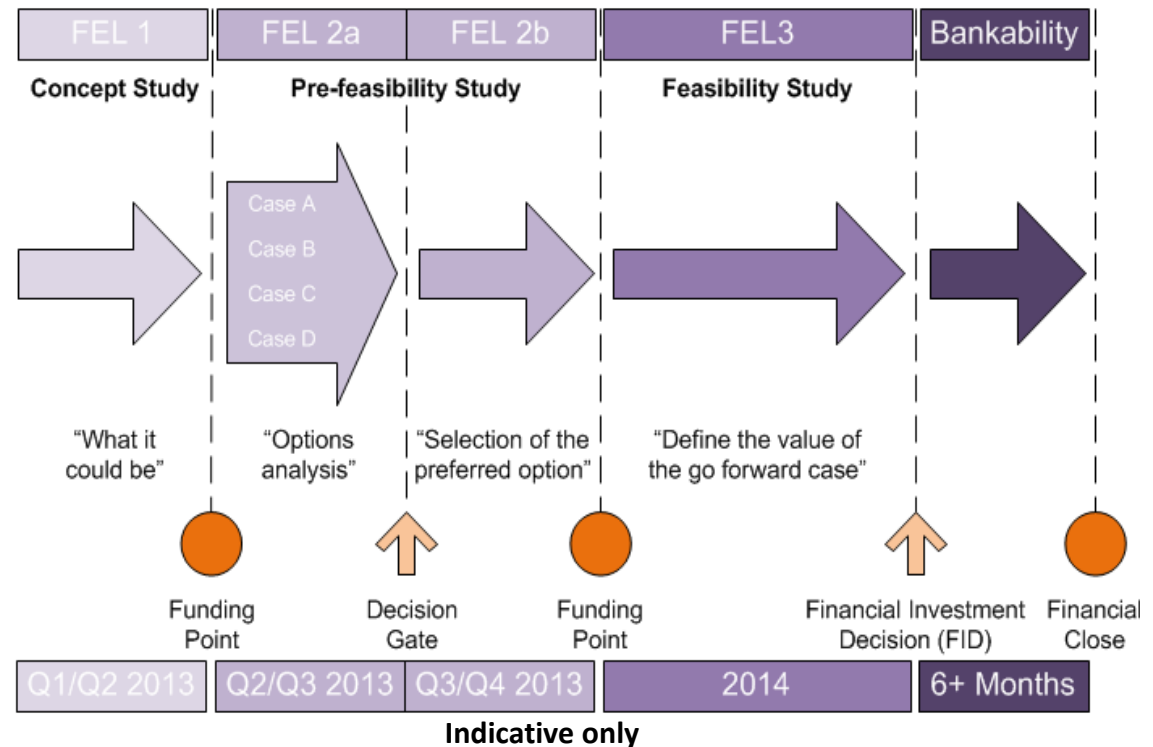 FEL 1
FEL 2a
FEL 2b
FEL3
Bankability
Concept Study
Pre-feasibility Study
Feasibility Study
Case A
Case B
Case C
Case D
“What it
could be”
“Options
analysis”
“Selection of the
preferred option”
“Define the value of
the go forward case”
Funding
Point
Decision
Gate
Funding
Point
Financial Investment
Decision (FID)
Financial
Close
Q1/Q2 2013
Q2/Q3 2013
Q3/Q4 2013
2014
6+ Months
Indicative only